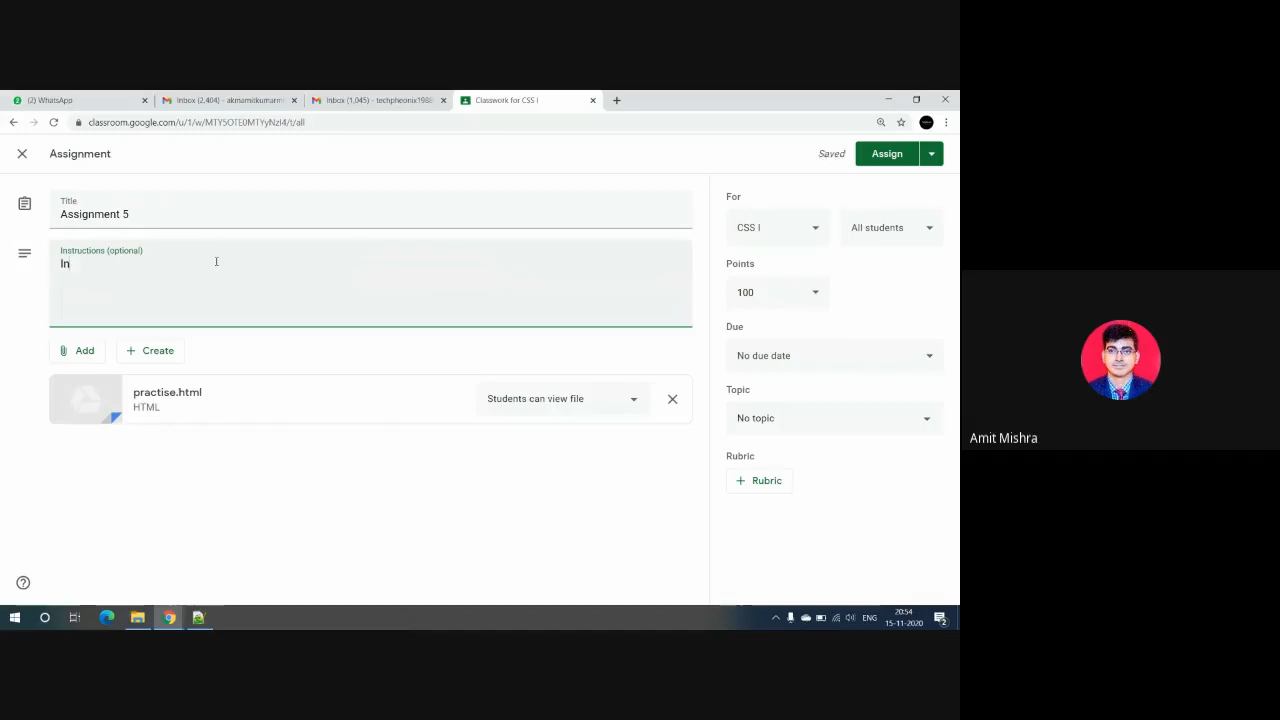 (2) WhatsApp
Inbox (2,404) - akmamitkumarmi
Inbox (1,045) - techpheonix1988
Classwork for CSS I
classroom.google.com/u/1/w/MTY5OTE0MTYyNzI4/t/all
Assignment
Saved
Assign
Title
Assignment 5
Instructions (optional)
In
Add
Create
practise.html
HTML
Students can view file
For
CSS I
All students
Points
100
Due
No due date
Topic
No topic
Rubric
Rubric
Amit Mishra
ENG
20:54
15-11-2020
2